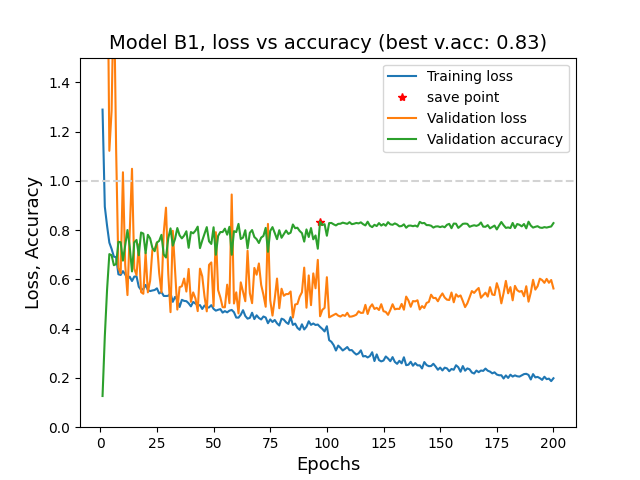 Model B1, loss vs accuracy (best v.acc: 0.83)
Training loss
save point
Validation loss
Validation accuracy
1.4
1.2
1.0
0.8
0.6
0.4
0.2
0.0
Loss, Accuracy
0 25 50 75 100 125 150 175 200
Epochs